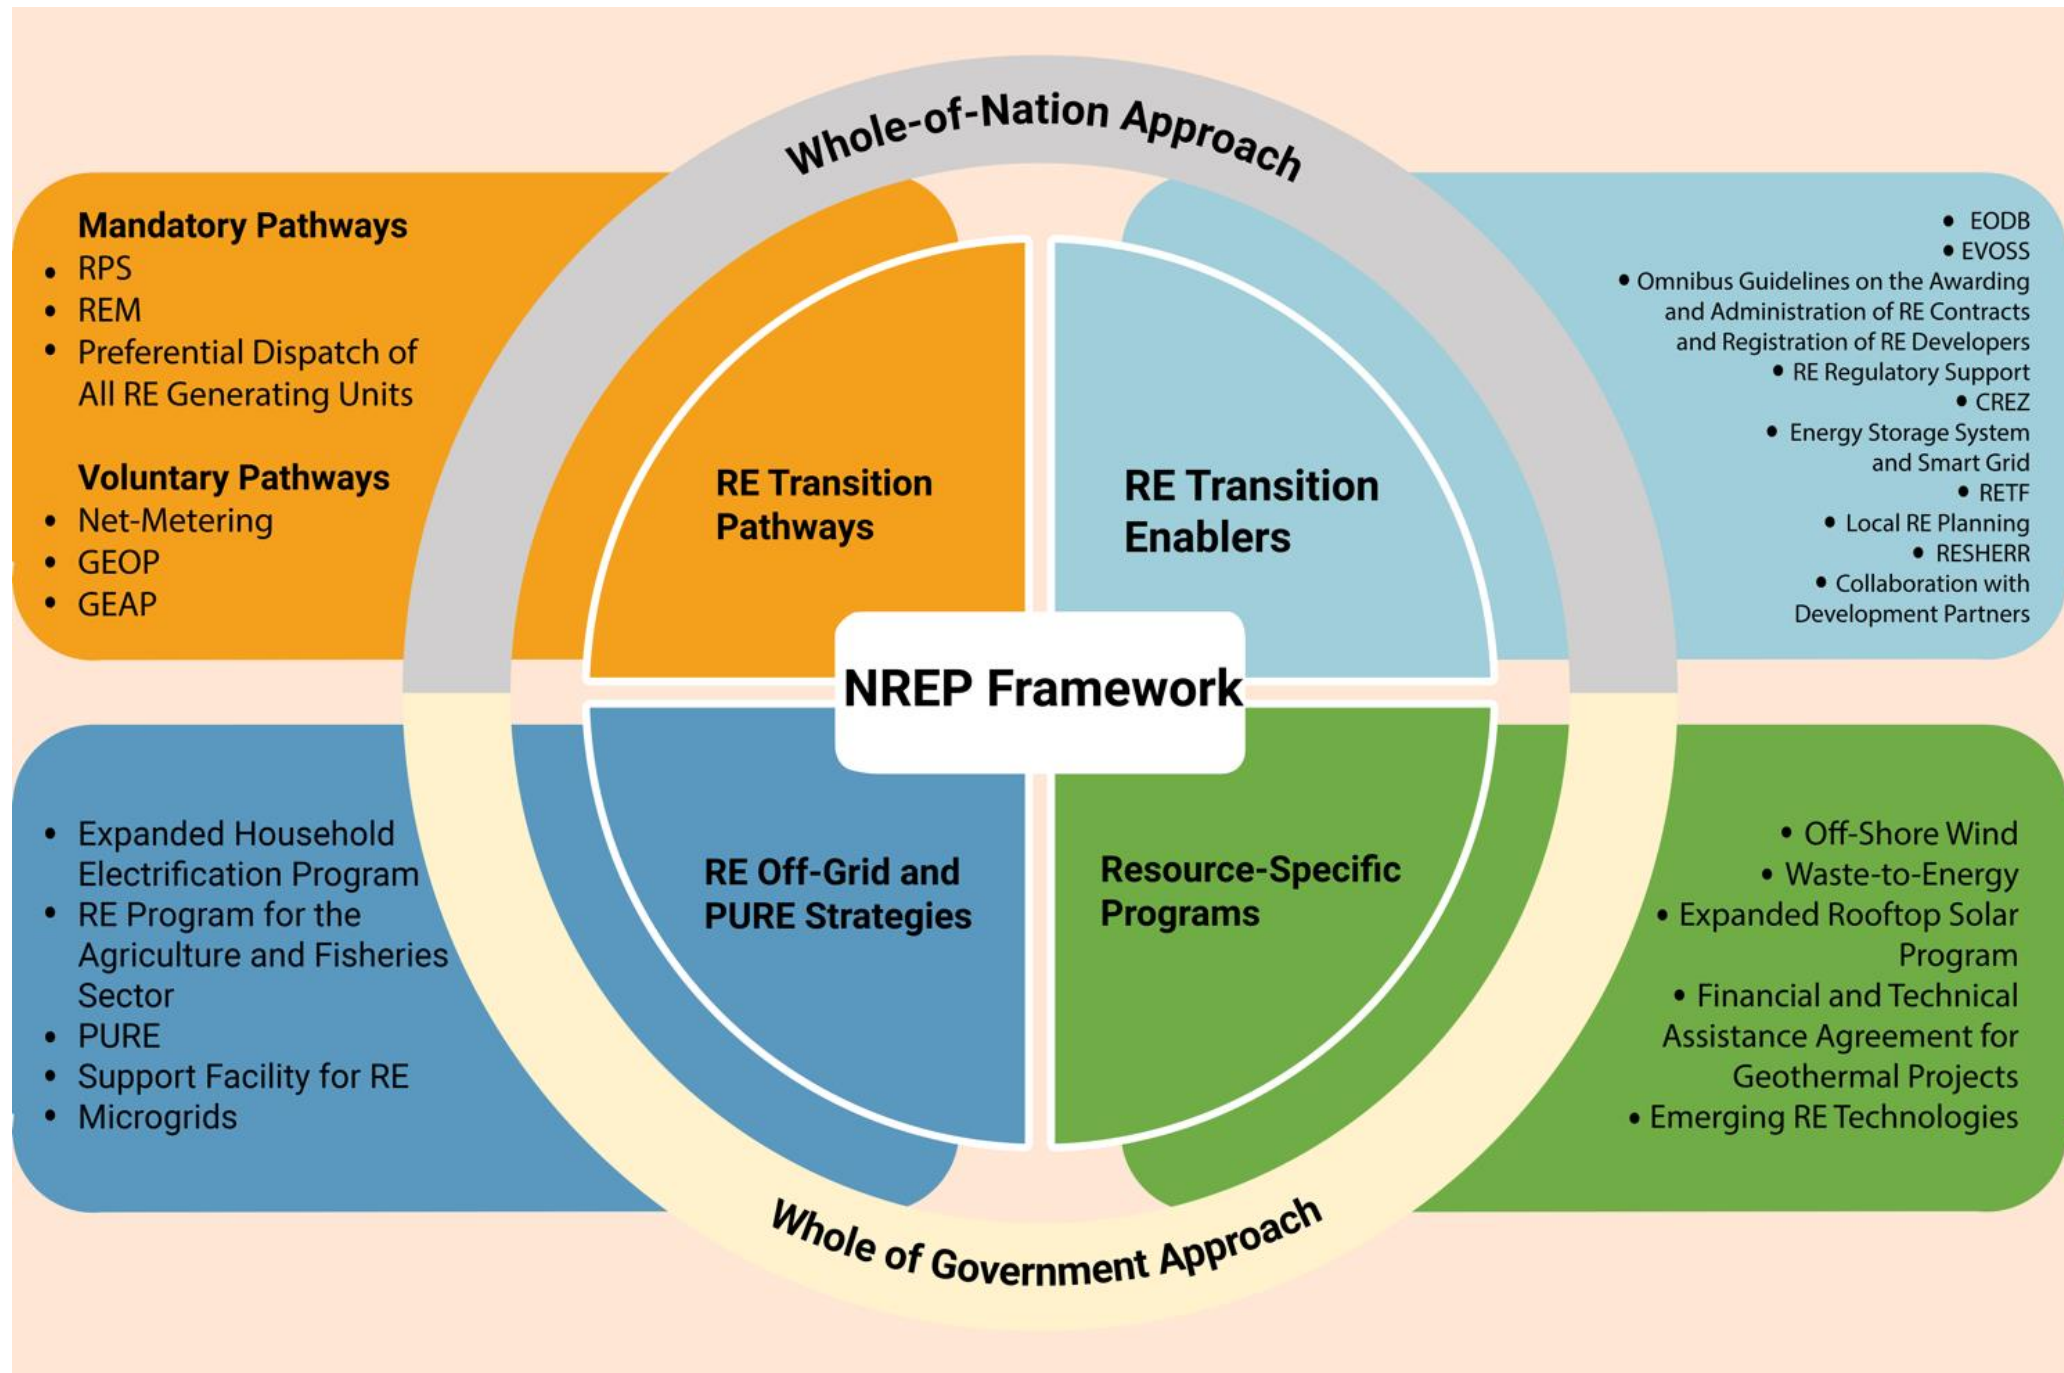 Whole-of-Nation Approach
Mandatory Pathways
• RPS
• REM
• Preferential Dispatch of
All RE Generating Units
Voluntary Pathways
• Net-Metering
• GEOP
• GEAP
RE Transition
Pathways
RE Transition
Enablers
• EODB
• EVOSS
• Omnibus Guidelines on the Awarding
and Administration of RE Contracts
and Registration of RE Developers
• RE Regulatory Support
• CREZ
• Energy Storage System
and Smart Grid
• RETF
• Local RE Planning
• RESHERR
• Collaboration with
Development Partners
NREP Framework
• Expanded Household
Electrification Program
• RE Program for the
Agriculture and Fisheries
Sector
• PURE
• Support Facility for RE
• Microgrids
RE Off-Grid and
PURE Strategies
Resource-Specific
Programs
• Off-Shore Wind
• Waste-to-Energy
• Expanded Rooftop Solar
Program
• Financial and Technical
Assistance Agreement for
Geothermal Projects
• Emerging RE Technologies
Whole of Government Approach